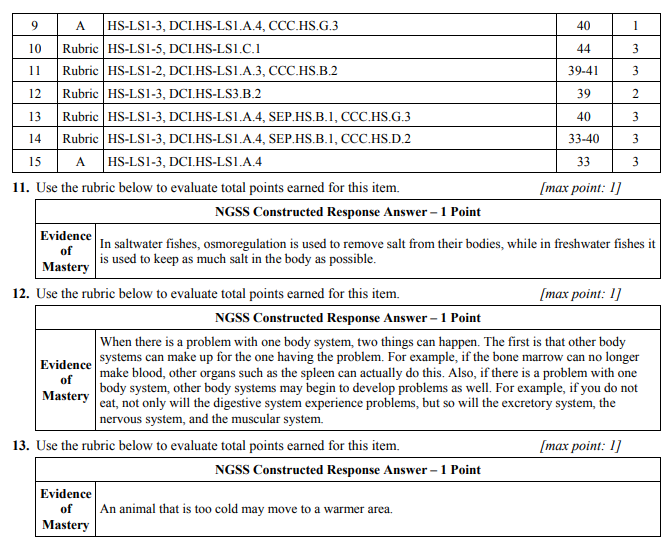 9 A HS-LS1-3, DCI.HS-LS1.A.4, CCC.HS.G.3 40 1
10 Rubric HS-LS1-5, DCI.HS-LS1.C.1 44 3
11 Rubric HS-LS1-2, DCI.HS-LS1.A.3, CCC.HS.B.2 39-41 3
12 Rubric HS-LS1-3, DCI.HS-LS3.B.2 39 2
13 Rubric HS-LS1-3, DCI.HS-LS1.A.4, SEP.HS.B.1, CCC.HS.G.3 40 3
14 Rubric HS-LS1-3, DCI.HS-LS1.A.4, SEP.HS.B.1, CCC.HS.D.2 33-40 3
15 A HS-LS1-3, DCI.HS-LS1.A.4 33 3
11. Use the rubric below to evaluate total points earned for this item. [max point: 1]
NGSS Constructed Response Answer – 1 Point
Evidence
of
Mastery
In saltwater fishes, osmoregulation is used to remove salt from their bodies, while in freshwater fishes it
is used to keep as much salt in the body as possible.
12. Use the rubric below to evaluate total points earned for this item. [max point: 1]
NGSS Constructed Response Answer – 1 Point
Evidence
of
Mastery
When there is a problem with one body system, two things can happen. The first is that other body
systems can make up for the one having the problem. For example, if the bone marrow can no longer
make blood, other organs such as the spleen can actually do this. Also, if there is a problem with one
body system, other body systems may begin to develop problems as well. For example, if you do not
eat, not only will the digestive system experience problems, but so will the excretory system, the
nervous system, and the muscular system.
13. Use the rubric below to evaluate total points earned for this item. [max point: 1]
NGSS Constructed Response Answer – 1 Point
Evidence
of
Mastery
An animal that is too cold may move to a warmer area.